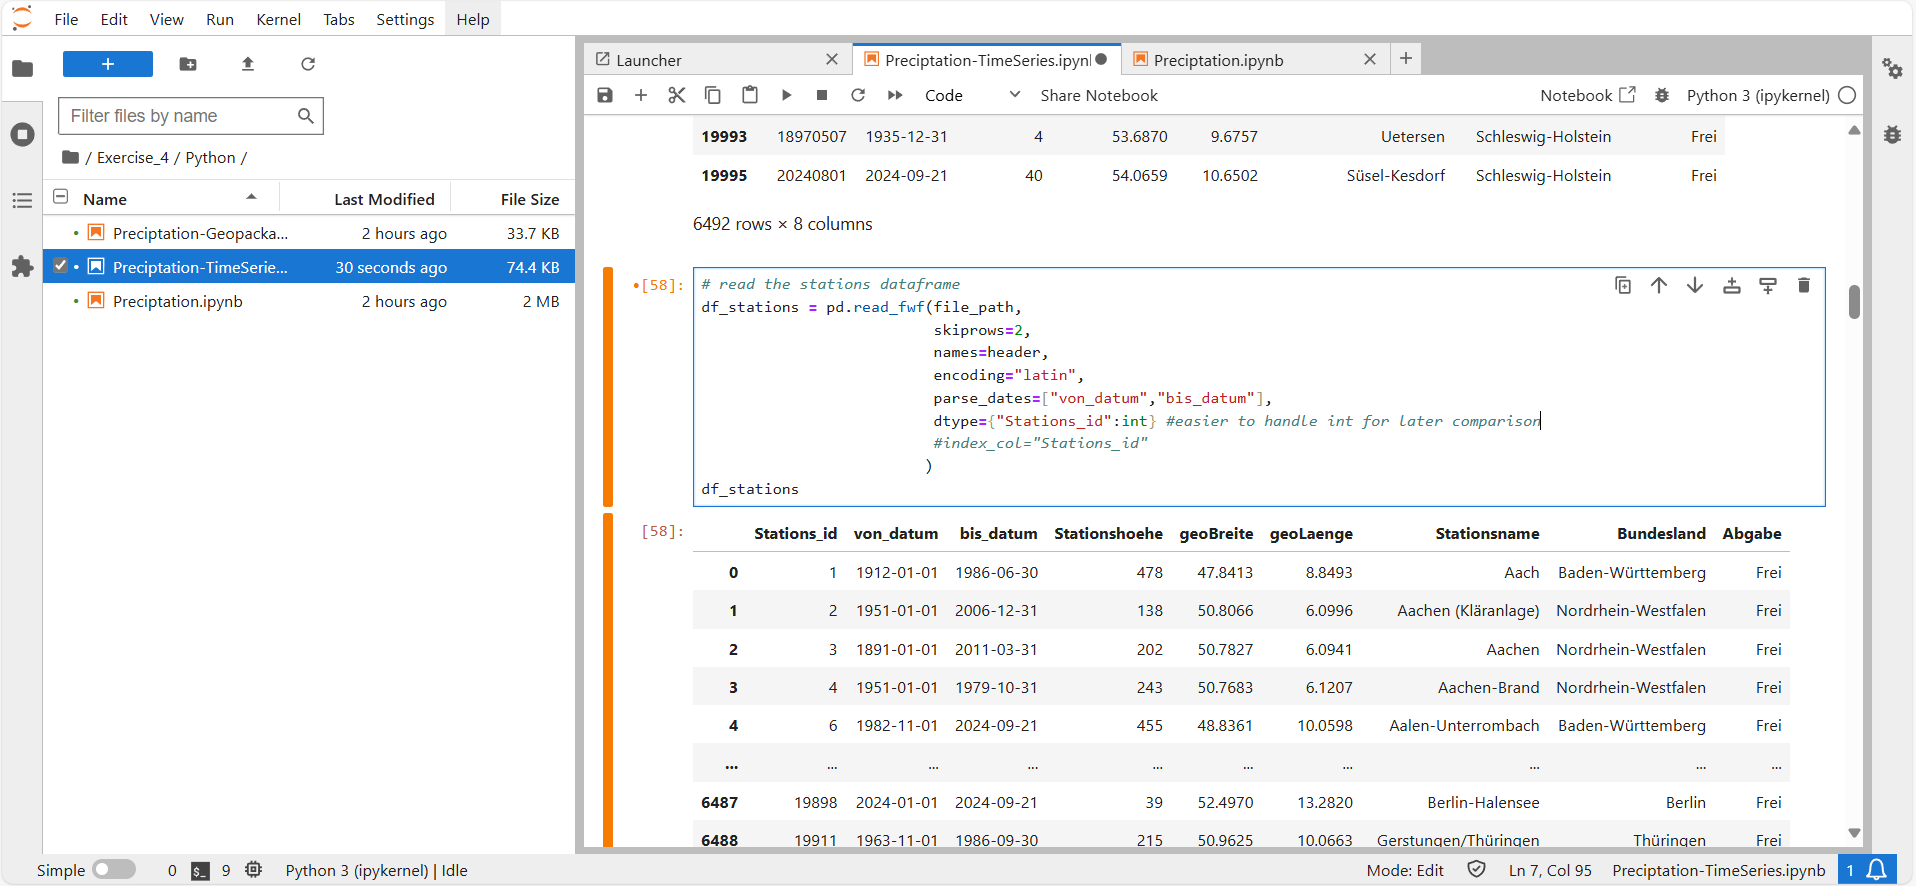 File Edit View Run Kernel Tabs Settings Help
Launcher
Preciptation-TimeSeries.ipynl
Preciptation.ipynb
Code
Share Notebook
Notebook
Python 3 (ipykernel)
Filter files by name
/ Exercise_4 / Python /
Name Last Modified File Size
Preciptation-Geopacka... 2 hours ago 33.7 KB
Preciptation-TimeSerie... 30 seconds ago 74.4 KB
Preciptation.ipynb 2 hours ago 2 MB
19993 18970507 1935-12-31 4 53.6870 9.6757 Uetersen Schleswig-Holstein Frei
19995 20240801 2024-09-21 40 54.0659 10.6502 Süsel-Kesdorf Schleswig-Holstein Frei
6492 rows × 8 columns
[58]:
# read the stations dataframe
df_stations = pd.read_fwf(file_path,
skiprows=2,
names=header,
encoding="latin",
parse_dates=["von_datum","bis_datum"],
dtype={"Stations_id":int} #easier to handle int for later comparison
#index_col="Stations_id"
)
df_stations
[58]:
Stations_id von_datum bis_datum Stationshoehe geoBreite geoLaenge Stationsname Bundesland Abgabe
0 1 1912-01-01 1986-06-30 478 47.8413 8.8493 Aach Baden-Württemberg Frei
1 2 1951-01-01 2006-12-31 138 50.8066 6.0996 Aachen (Kläranlage) Nordrhein-Westfalen Frei
2 3 1891-01-01 2011-03-31 202 50.7827 6.0941 Aachen Nordrhein-Westfalen Frei
3 4 1951-01-01 1979-10-31 243 50.7683 6.1207 Aachen-Brand Nordrhein-Westfalen Frei
4 6 1982-11-01 2024-09-21 455 48.8361 10.0598 Aalen-Unterrombach Baden-Württemberg Frei
... ... ... ... ... ... ... ... ... ...
6487 19898 2024-01-01 2024-09-21 39 52.4970 13.2820 Berlin-Halensee Berlin Frei
6488 19911 1963-11-01 1986-09-30 215 50.9625 10.0663 Gerstungen/Thüringen Thüringen Frei
Simple 0 $_ 9 Python 3 (ipykernel) | Idle
Mode: Edit Ln 7, Col 95 Preciptation-TimeSeries.ipynb 1